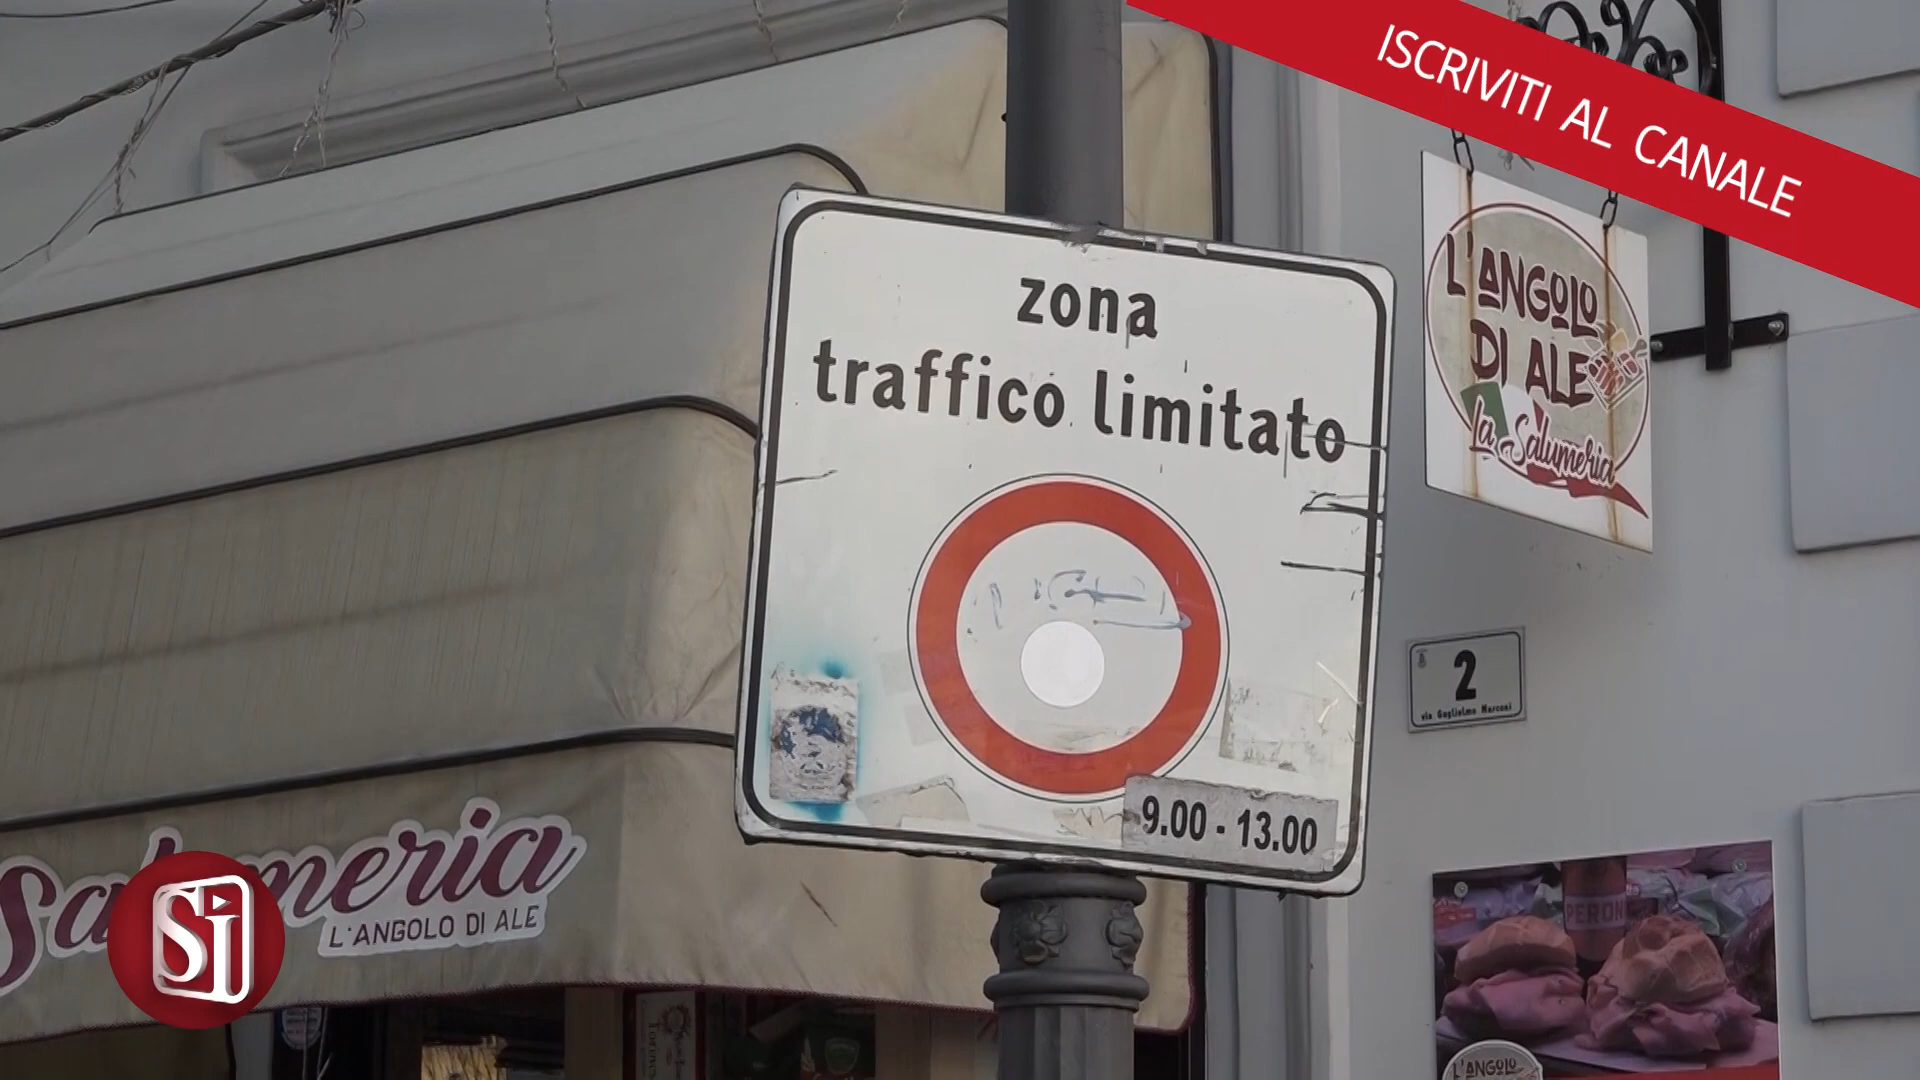 ISCRIVITI AL CANALE
zona
traffico limitato
9.00 - 13.00
L'ANGOLO
DI ALE
La Salumeria
2
via Guglielmo Marconi
Salumeria
L'ANGOLO DI ALE
Si
PERONI
L'ANGOLO